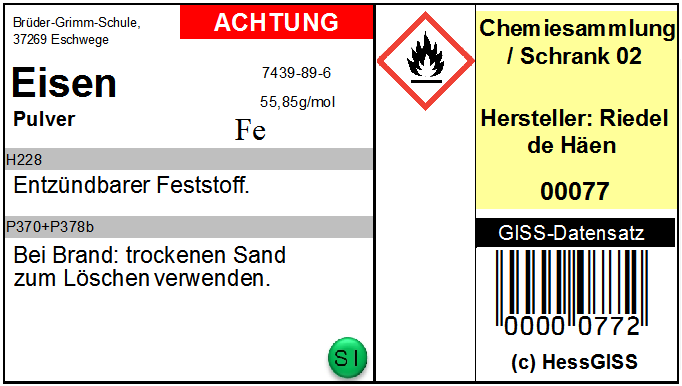 Brüder-Grimm-Schule,
37269 Eschwege
ACHTUNG
Eisen
7439-89-6
55,85g/mol
Pulver
Fe
H228
Entzündbarer Feststoff.
P370+P378b
Bei Brand: trockenen Sand
zum Löschen verwenden.
SI
Chemiesammlung
/ Schrank 02
Hersteller: Riedel
de Häen
00077
GISS-Datensatz
0000 0772
(c) HessGISS